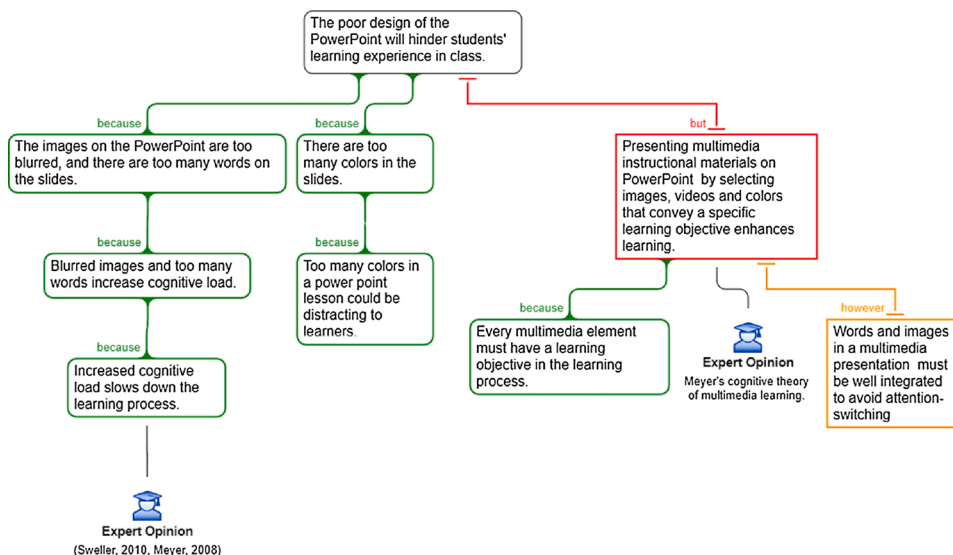 The poor design of the
PowerPoint will hinder students'
learning experience in class.
because
The images on the PowerPoint are too
blurred, and there are too many words on
the slides.
because
Blurred images and too many
words increase cognitive load.
because
Increased cognitive
load slows down the
learning process.
Expert Opinion
(Sweller, 2010, Meyer, 2008)
because
There are too
many colors in the
slides.
because
Too many colors in
a power point
lesson could be
distracting to
learners.
but
Presenting multimedia
instructional materials on
PowerPoint by selecting
images, videos and colors
that convey a specific
learning objective enhances
learning.
because
Every multimedia element
must have a learning
objective in the learning
process.
Expert Opinion
Meyer's cognitive theory
of multimedia learning.
however
Words and images
in a multimedia
presentation must
be well integrated
to avoid attention-
switching